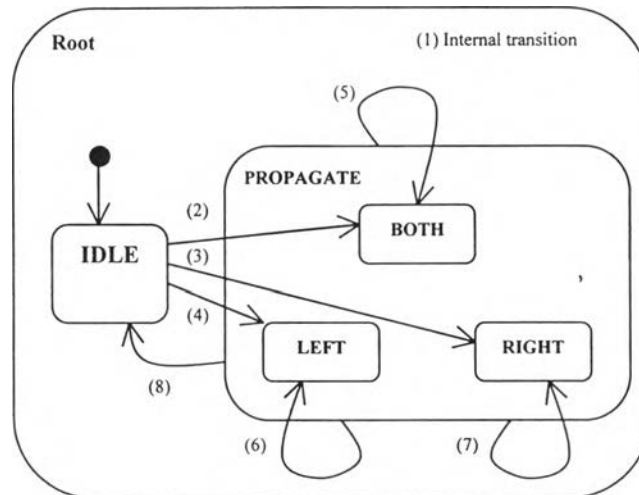 Root
(1) Internal transition
(5)
PROPAGATE
(2)
BOTH
IDLE
(3)
(4)
LEFT
RIGHT
(8)
(6)
(7)